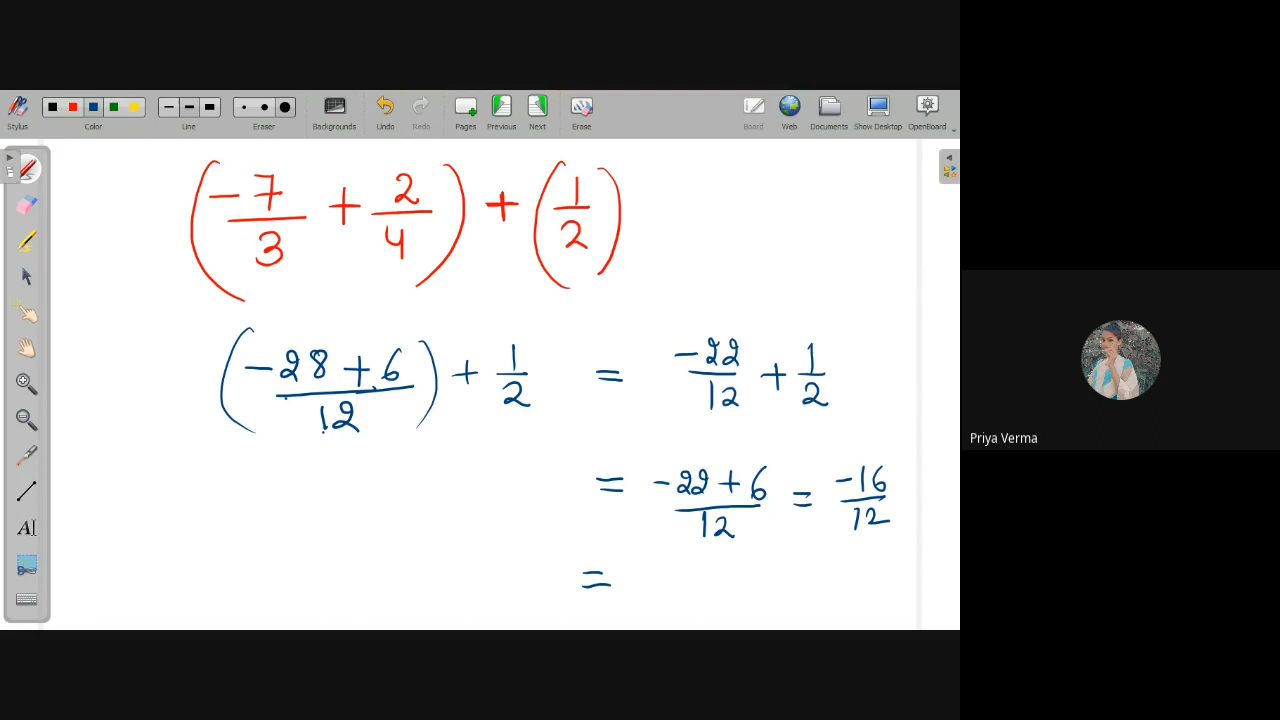 Stylus Color Line Eraser Backgrounds Undo Redo Pages Previous Next Erase Board Web Documents Show Desktop OpenBoard
(-7/3 + 2/4) + (1/2)
(-28+6/12) + 1/2 = -22/12 + 1/2
= -22+6/12 = -16/12
=
AI
Priya Verma